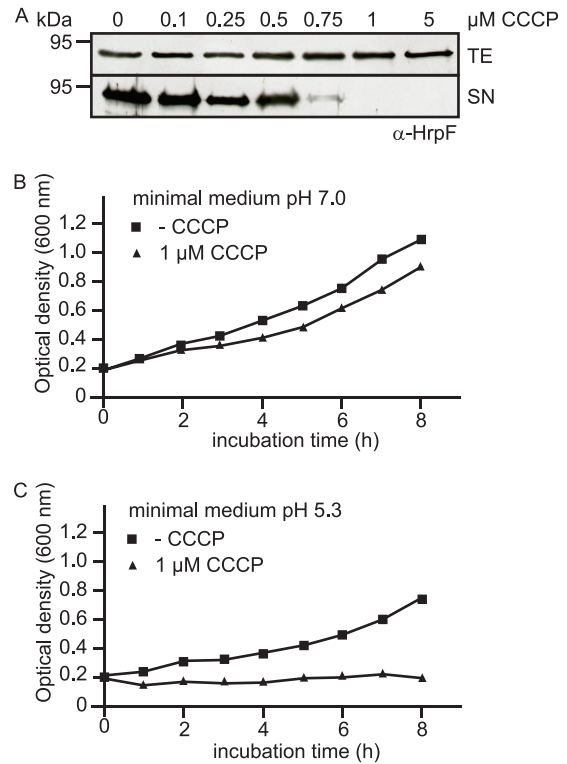 A kDa 0 0.1 0.25 0.5 0.75 1 5 µM CCCP
95 TE
95 SN
α-HrpF
B
minimal medium pH 7.0
- CCCP
1 µM CCCP
Optical density (600 nm)
1.2
1.0
0.8
0.6
0.4
0.2
0
0 2 4 6 8
incubation time (h)
C
minimal medium pH 5.3
- CCCP
1 µM CCCP
Optical density (600 nm)
1.2
1.0
0.8
0.6
0.4
0.2
0
0 2 4 6 8
incubation time (h)